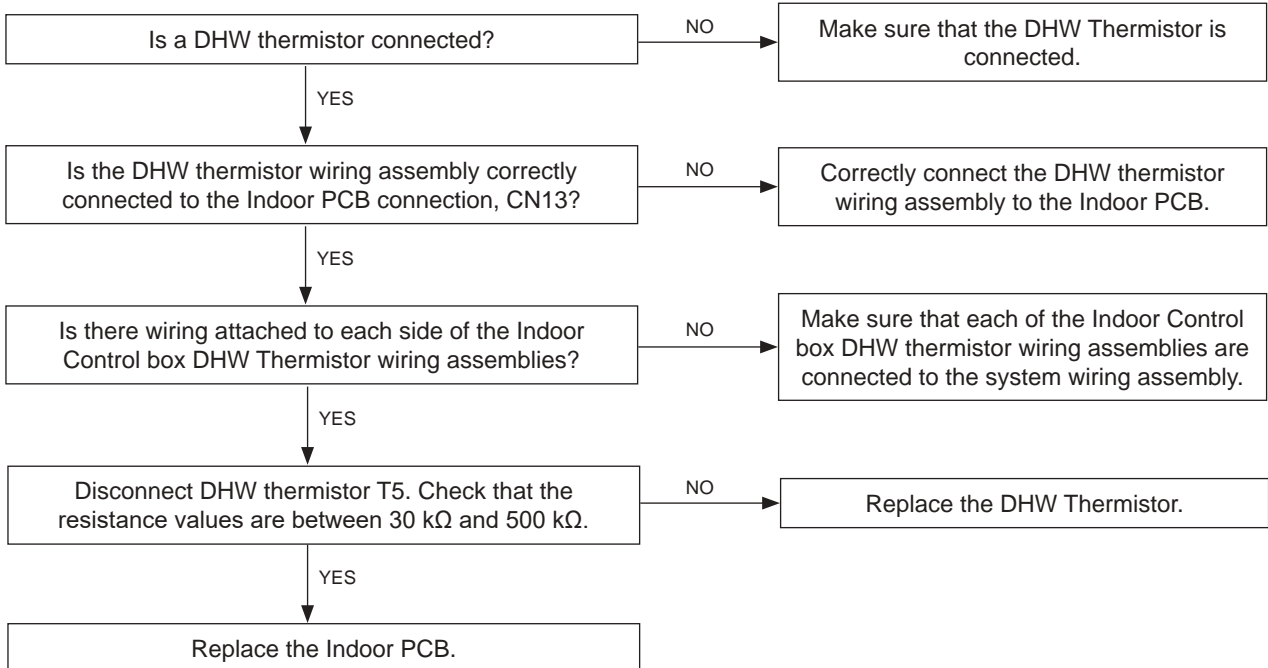 Is a DHW thermistor connected?
NO
Make sure that the DHW Thermistor is
connected.
YES
Is the DHW thermistor wiring assembly correctly
connected to the Indoor PCB connection, CN13?
NO
Correctly connect the DHW thermistor
wiring assembly to the Indoor PCB.
YES
Is there wiring attached to each side of the Indoor
Control box DHW Thermistor wiring assemblies?
NO
Make sure that each of the Indoor Control
box DHW thermistor wiring assemblies are
connected to the system wiring assembly.
YES
Disconnect DHW thermistor T5. Check that the
resistance values are between 30 kΩ and 500 kΩ.
NO
Replace the DHW Thermistor.
YES
Replace the Indoor PCB.